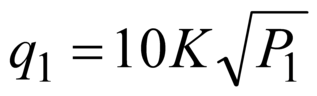 q₁ = 10K√P₁